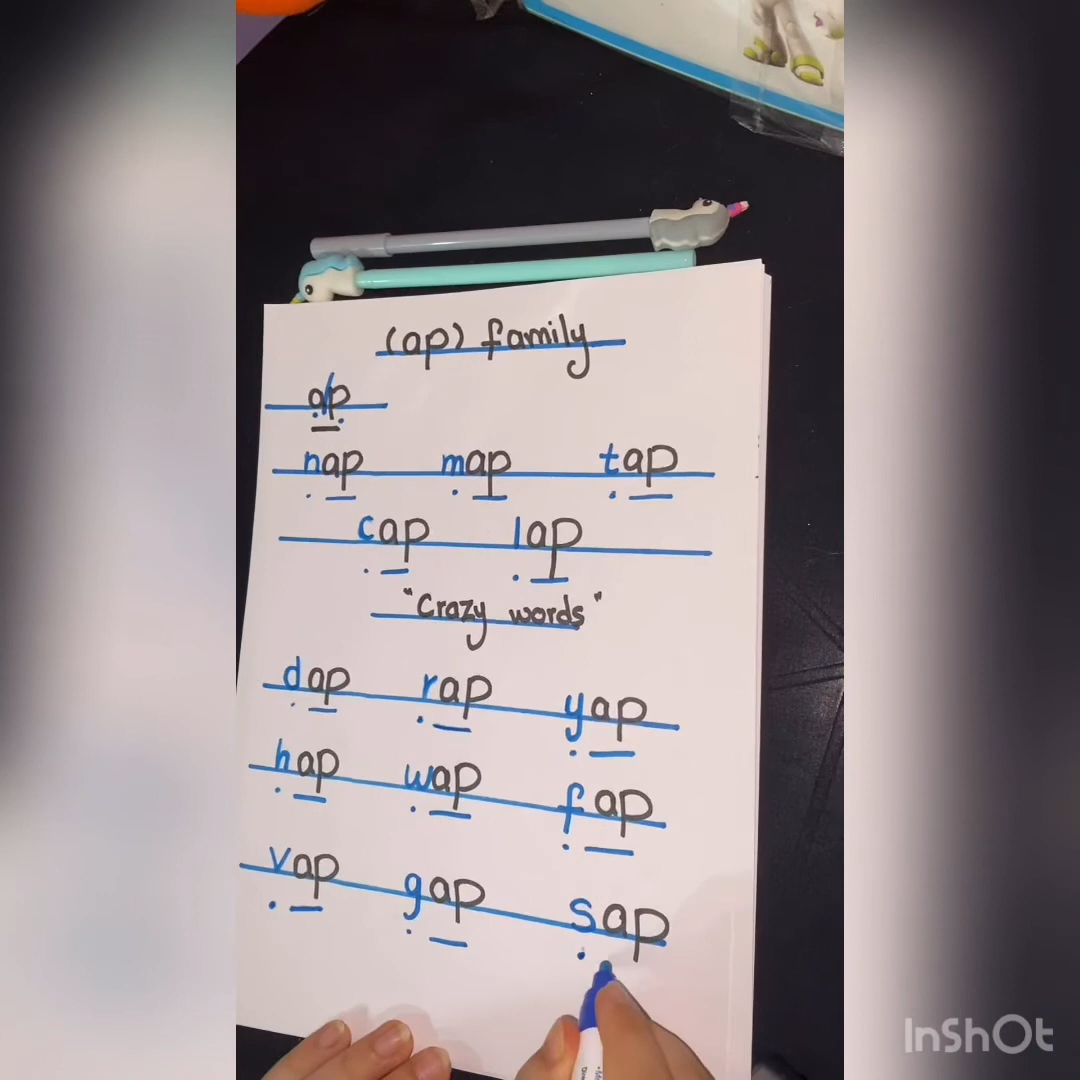 (ap) family
ap
nap map tap
cap lap
"Crazy words"
dap rap yap
hap wap fap
vap gap sap
InShOt